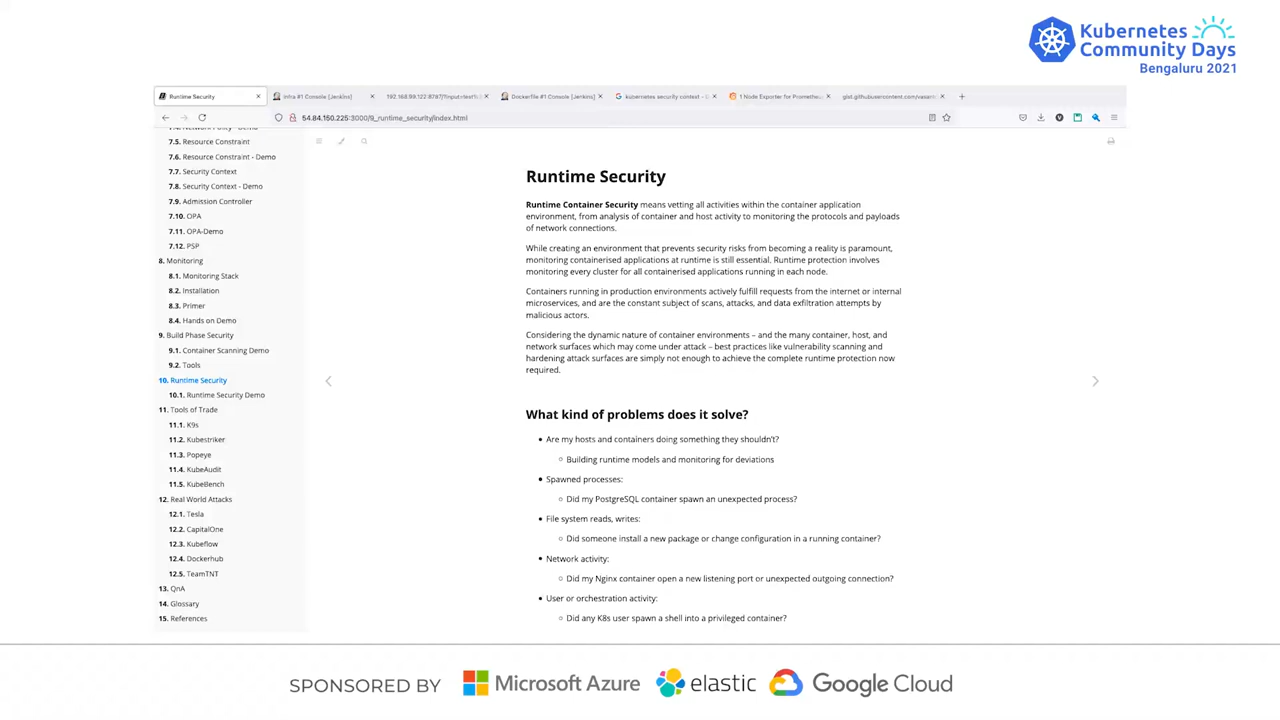 Kubernetes
Community Days
Bengaluru 2021
Runtime Security
Infra #1 Console [Jenkins]
Dockerfile #1 Console [Jenkins]
kubernetes security context - G
1 Node Exporter for Prometheu
54.84.150.225:3000/9_runtime_security/index.html
7.5. Resource Constraint
7.6. Resource Constraint - Demo
7.7. Security Context
7.8. Security Context - Demo
7.9. Admission Controller
7.10. OPA
7.11. OPA-Demo
7.12. PSP
8. Monitoring
8.1. Monitoring Stack
8.2. Installation
8.3. Primer
8.4. Hands on Demo
9. Build Phase Security
9.1. Container Scanning Demo
9.2. Tools
10. Runtime Security
10.1. Runtime Security Demo
11. Tools of Trade
11.1. K9s
11.2. Kubestriker
11.3. Popeye
11.4. KubeAudit
11.5. KubeBench
12. Real World Attacks
12.1. Tesla
12.2. CapitalOne
12.3. Kubeflow
12.4. Dockerhub
12.5. TeamTNT
13. QnA
14. Glossary
15. References
Runtime Security
Runtime Container Security means vetting all activities within the container application
environment, from analysis of container and host activity to monitoring the protocols and payloads
of network connections.
While creating an environment that prevents security risks from becoming a reality is paramount,
monitoring containerised applications at runtime is still essential. Runtime protection involves
monitoring every cluster for all containerised applications running in each node.
Containers running in production environments actively fulfill requests from the internet or internal
microservices, and are the constant subject of scans, attacks, and data exfiltration attempts by
malicious actors.
Considering the dynamic nature of container environments – and the many container, host, and
network surfaces which may come under attack – best practices like vulnerability scanning and
hardening attack surfaces are simply not enough to achieve the complete runtime protection now
required.
What kind of problems does it solve?
• Are my hosts and containers doing something they shouldn't?
○ Building runtime models and monitoring for deviations
• Spawned processes:
○ Did my PostgreSQL container spawn an unexpected process?
• File system reads, writes:
○ Did someone install a new package or change configuration in a running container?
• Network activity:
○ Did my Nginx container open a new listening port or unexpected outgoing connection?
• User or orchestration activity:
○ Did any K8s user spawn a shell into a privileged container?
SPONSORED BY Microsoft Azure elastic Google Cloud